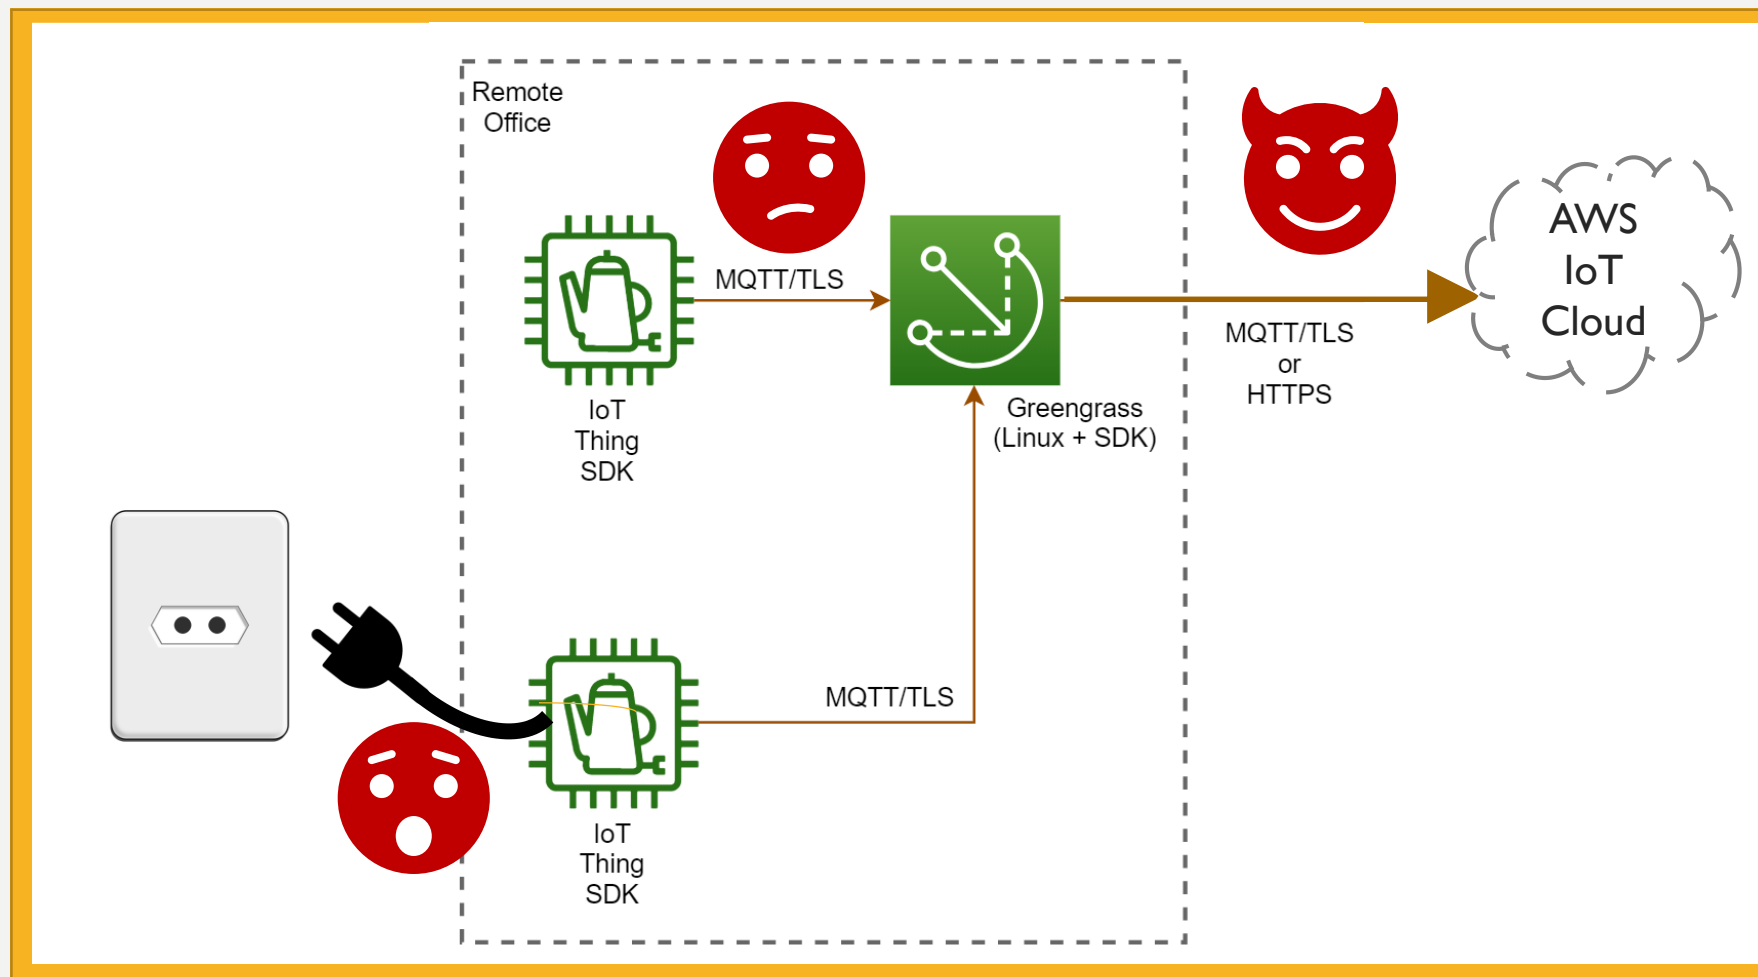 Remote
Office
MQTT/TLS
IoT
Thing
SDK
Greengrass
(Linux + SDK)
MQTT/TLS
or
HTTPS
AWS
IoT
Cloud
MQTT/TLS
IoT
Thing
SDK